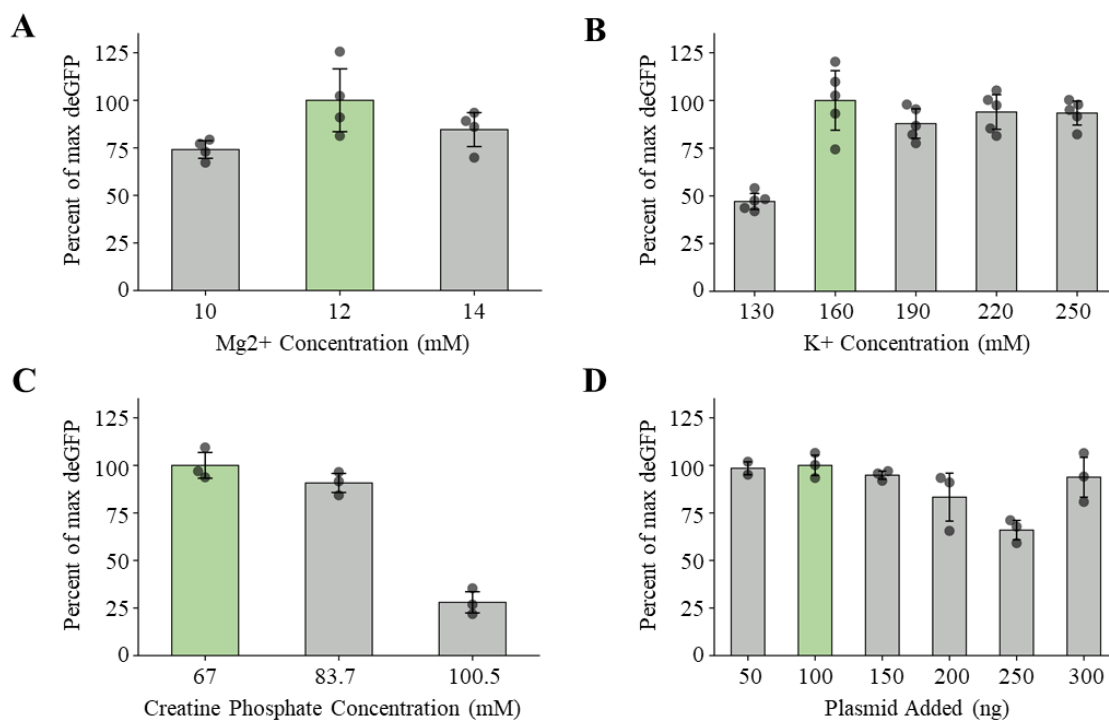 A
Percent of max deGFP
125
100
75
50
25
0
10 12 14
Mg2+ Concentration (mM)
B
Percent of max deGFP
125
100
75
50
25
0
130 160 190 220 250
K+ Concentration (mM)
C
Percent of max deGFP
125
100
75
50
25
0
67 83.7 100.5
Creatine Phosphate Concentration (mM)
D
Percent of max deGFP
125
100
75
50
25
0
50 100 150 200 250 300
Plasmid Added (ng)